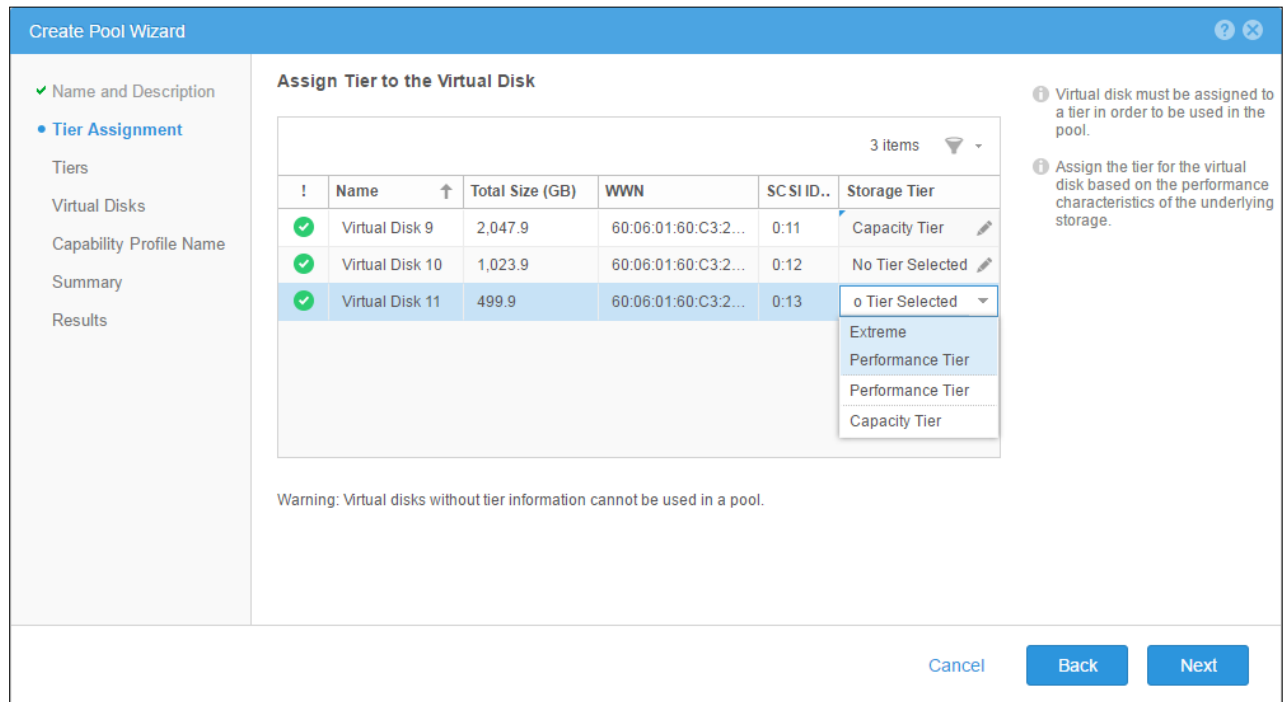 Create Pool Wizard
Name and Description
Tier Assignment
Tiers
Virtual Disks
Capability Profile Name
Summary
Results
Assign Tier to the Virtual Disk
3 items
! Name Total Size (GB) WWN SCSI ID.. Storage Tier
Virtual Disk 9 2,047.9 60:06:01:60:C3:2... 0:11 Capacity Tier
Virtual Disk 10 1,023.9 60:06:01:60:C3:2... 0:12 No Tier Selected
Virtual Disk 11 499.9 60:06:01:60:C3:2... 0:13 o Tier Selected
Extreme
Performance Tier
Performance Tier
Capacity Tier
Warning: Virtual disks without tier information cannot be used in a pool.
Virtual disk must be assigned to
a tier in order to be used in the
pool.
Assign the tier for the virtual
disk based on the performance
characteristics of the underlying
storage.
Cancel
Back
Next